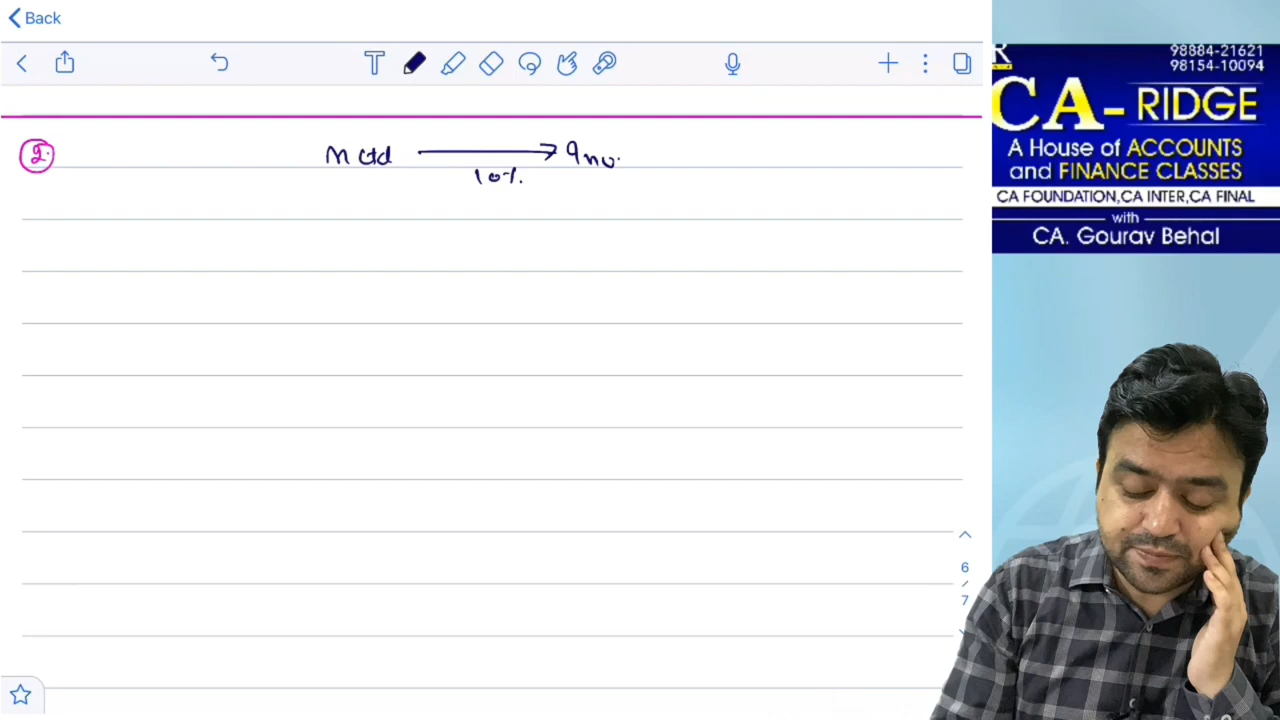 Back
98884-21621
98154-10094
R
CA- RIDGE
A House of ACCOUNTS
and FINANCE CLASSES
CA FOUNDATION,CA INTER,CA FINAL
with
CA. Gourav Behal
2.
M Ltd
10%
T
6
7